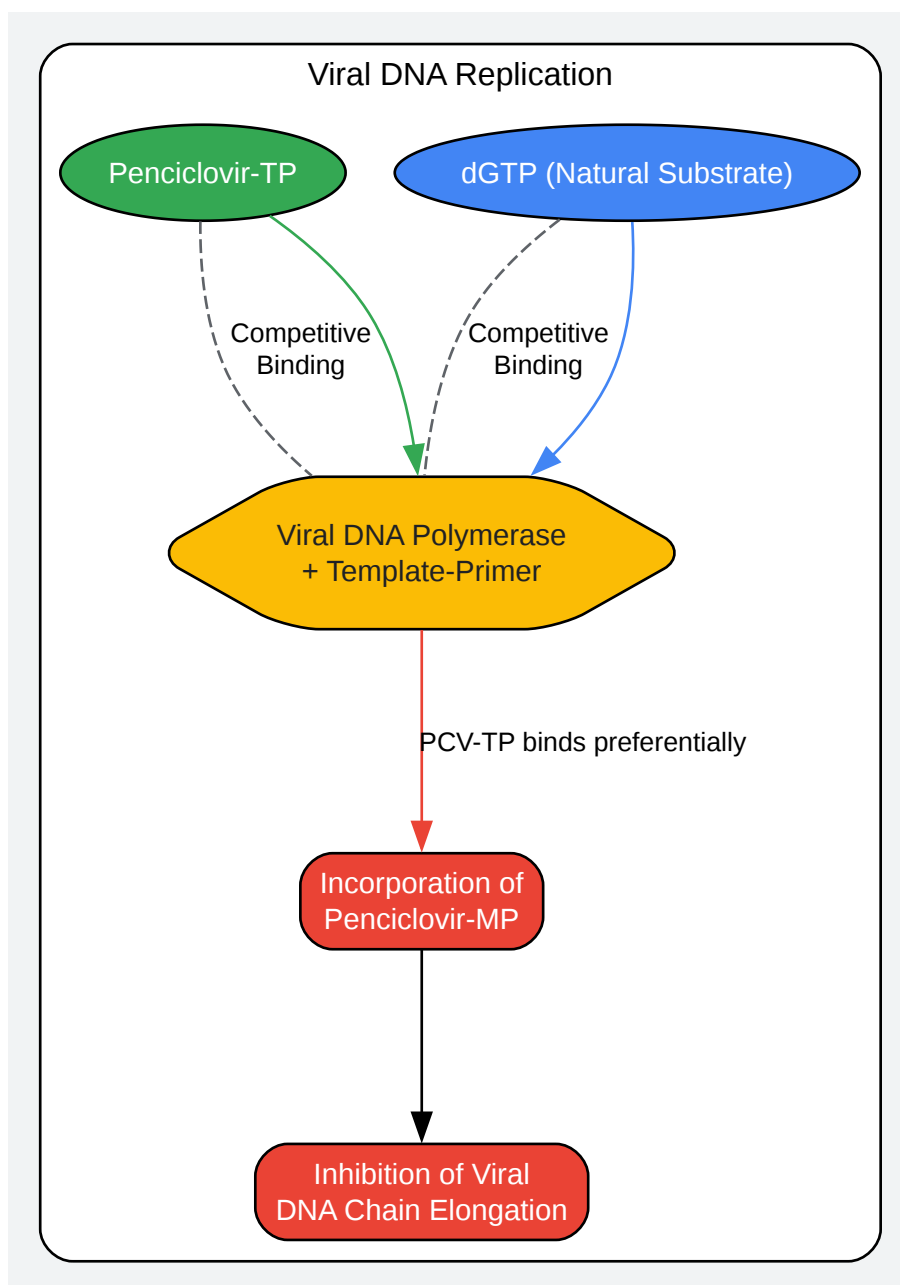 Viral DNA Replication
Penciclovir-TP
dGTP (Natural Substrate)
Competitive
Binding
Competitive
Binding
Viral DNA Polymerase
+ Template-Primer
PCV-TP binds preferentially
Incorporation of
Penciclovir-MP
Inhibition of Viral
DNA Chain Elongation